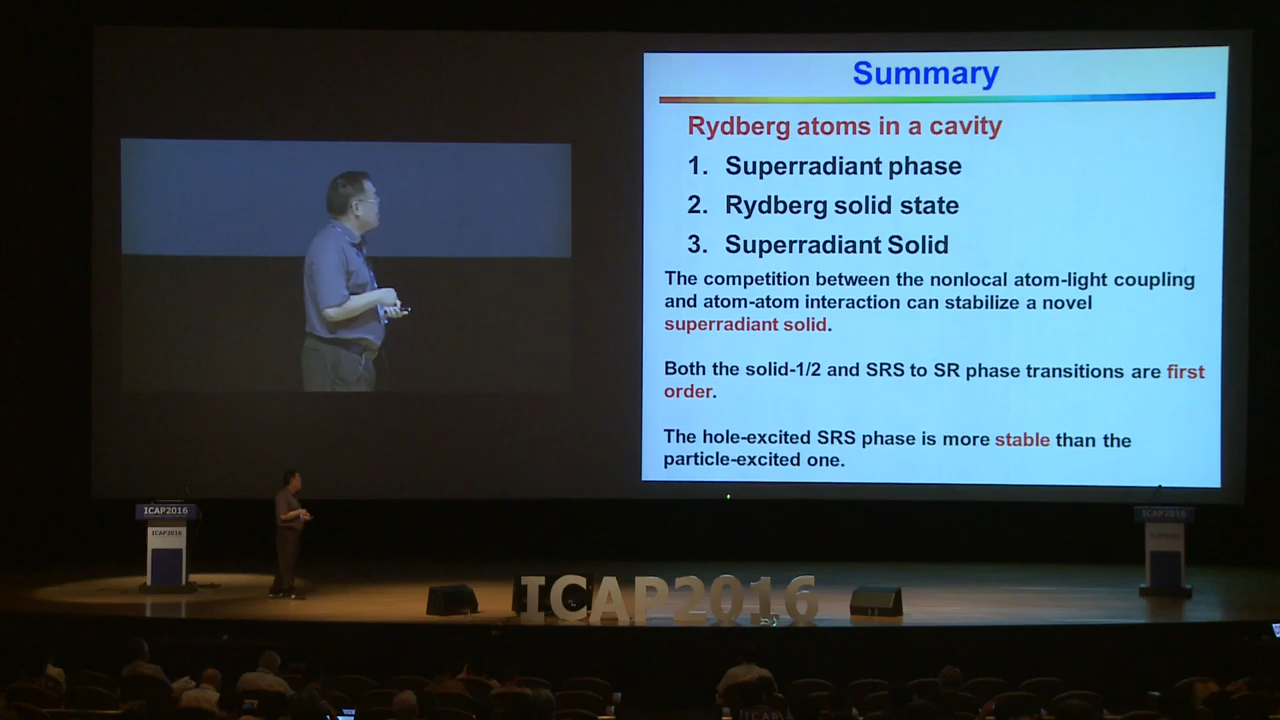 Summary
Rydberg atoms in a cavity
1. Superradiant phase
2. Rydberg solid state
3. Superradiant Solid
The competition between the nonlocal atom-light coupling
and atom-atom interaction can stabilize a novel
superradiant solid.
Both the solid-1/2 and SRS to SR phase transitions are first
order.
The hole-excited SRS phase is more stable than the
particle-excited one.
ICAP2016
ICAP2016
ICAP2016
ICAP2016
ICAP